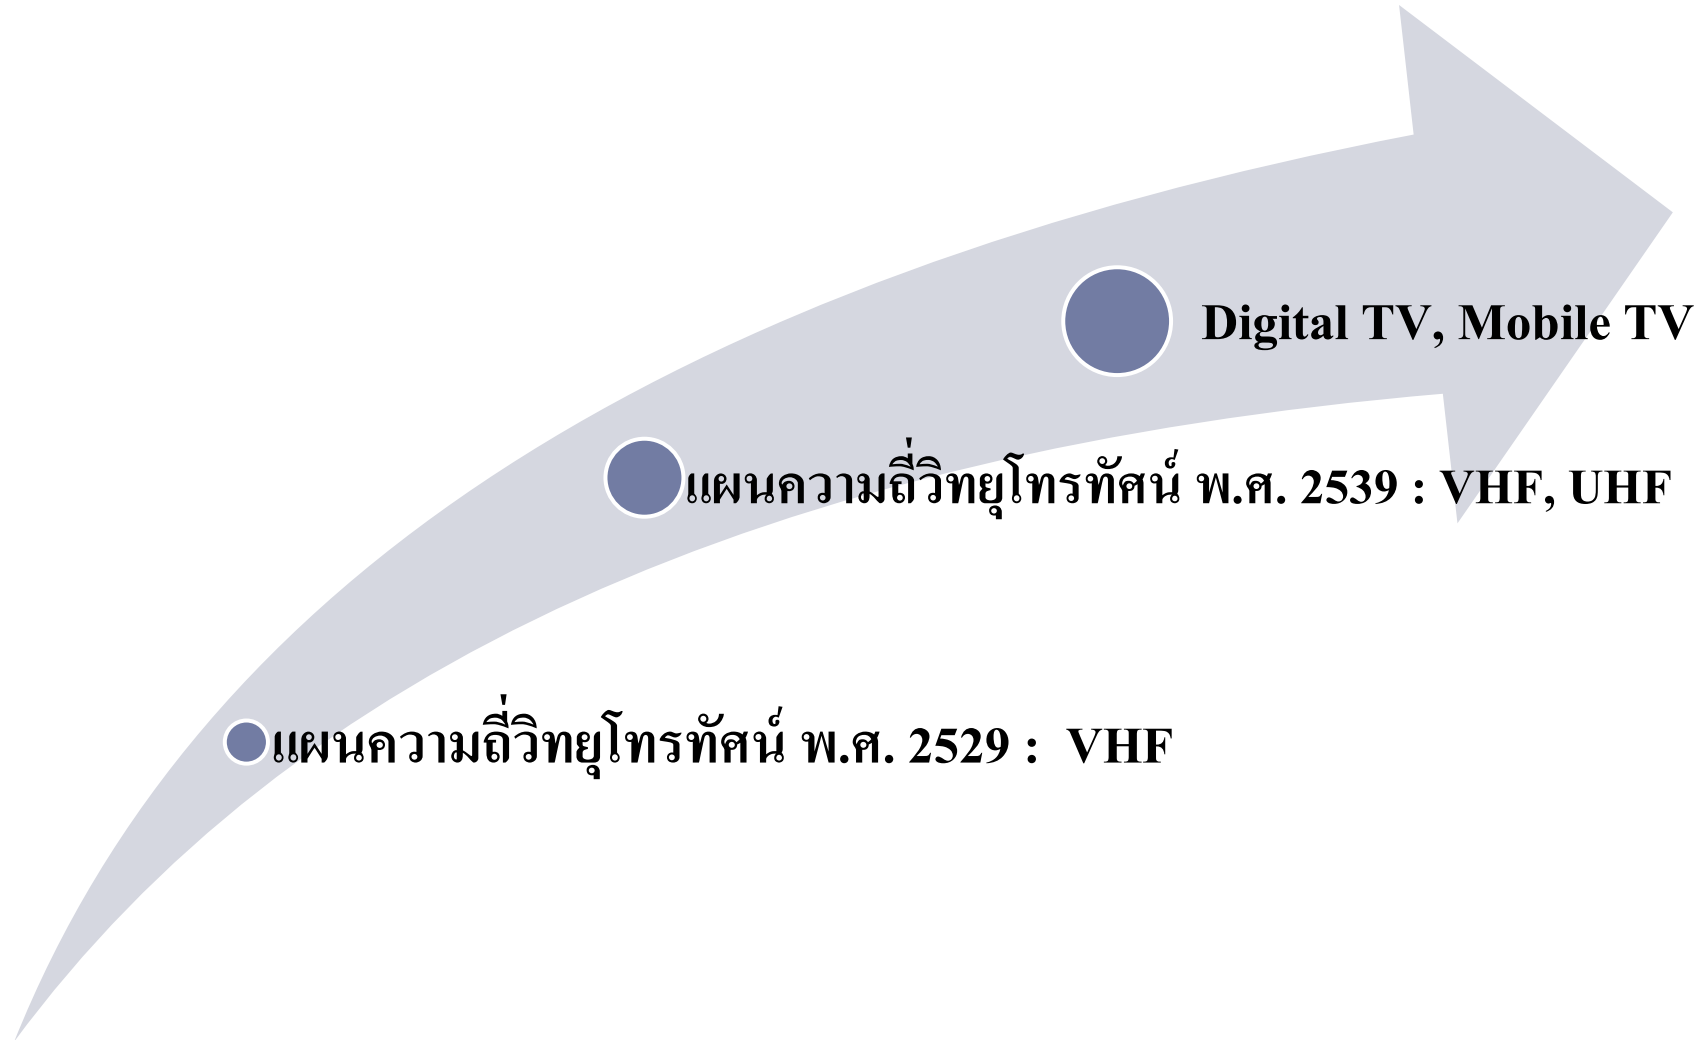 Digital TV, Mobile TV
แผนความถี่วิทยุโทรทัศน์ พ.ศ. 2539 : VHF, UHF
แผนความถี่วิทยุโทรทัศน์ พ.ศ. 2529 : VHF